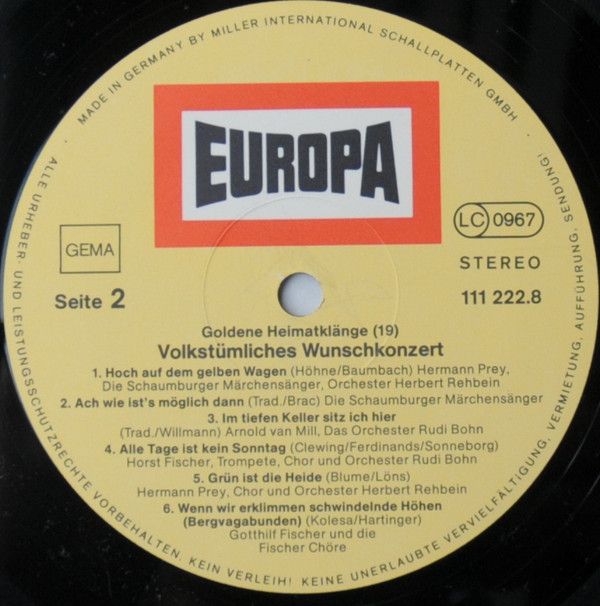 MADE IN GERMANY BY MILLER INTERNATIONAL SCHALLPLATTEN GMBH
EUROPA
GEMA
LC 0967
STEREO
Seite 2
111 222.8
Goldene Heimatklänge (19)
Volkstümliches Wunschkonzert
1. Hoch auf dem gelben Wagen (Höhne/Baumbach) Hermann Prey,
Die Schaumburger Märchensänger, Orchester Herbert Rehbein
2. Ach wie ist's möglich dann (Trad./Brac) Die Schaumburger Märchensänger
3. Im tiefen Keller sitz ich hier
(Trad./Willmann) Arnold van Mill, Das Orchester Rudi Bohn
4. Alle Tage ist kein Sonntag (Clewing/Ferdinands/Sonneborg)
Horst Fischer, Trompete, Chor und Orchester Rudi Bohn
5. Grün ist die Heide (Blume/Löns)
Hermann Prey, Chor und Orchester Herbert Rehbein
6. Wenn wir erklimmen schwindelnde Höhen
(Bergvagabunden) (Kolesa/Hartinger)
Gotthilf Fischer und die
Fischer Chöre
ALLE URHEBER- UND LEISTUNGSSCHUTZRECHTE VORBEHALTEN. KEIN VERLEIH! KEINE UNERLAUBTE VERVIELFÄLTIGUNG, VERMIETUNG, AUFFÜHRUNG, SENDUNG!